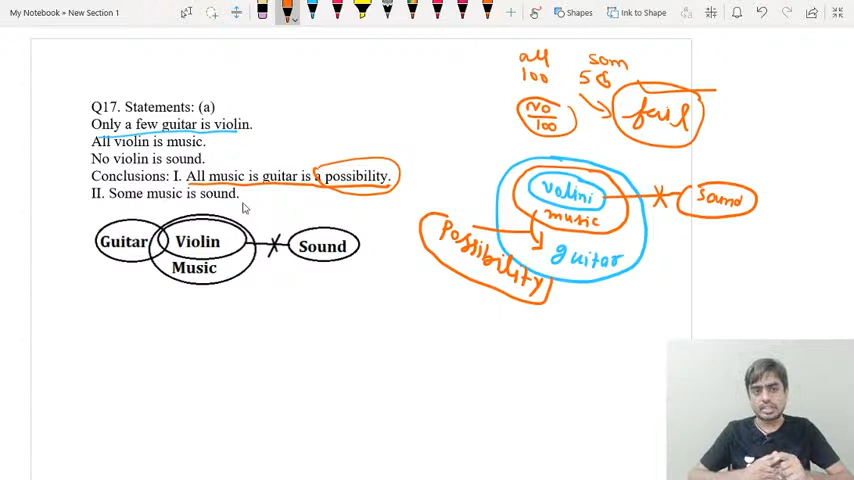 My Notebook » New Section 1
Shapes
Ink to Shape
Q17. Statements: (a)
Only a few guitar is violin.
All violin is music.
No violin is sound.
Conclusions: I. All music is guitar is a possibility.
II. Some music is sound.
Guitar
Violin
Sound
Music
all som
100 58
No
100
fail
volini
music
guitar
sound
Possibility